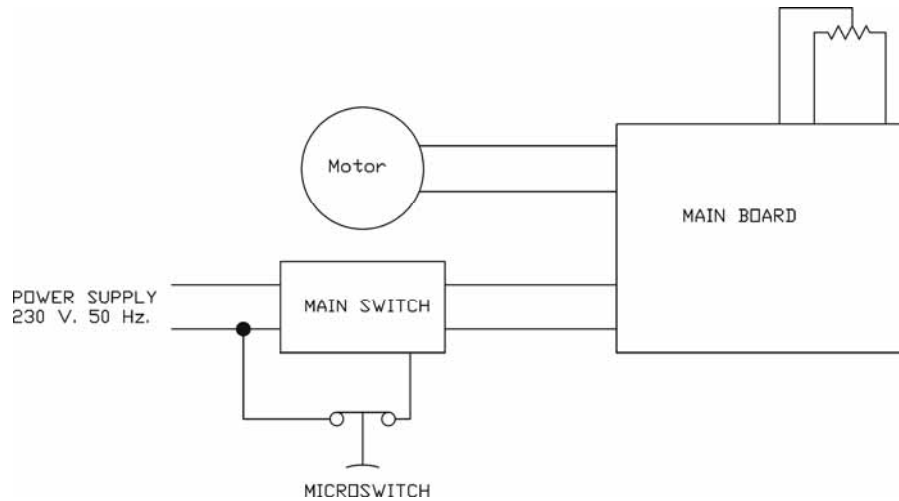 Motor
MAIN BOARD
POWER SUPPLY
230 V. 50 Hz.
MAIN SWITCH
MICROSWITCH